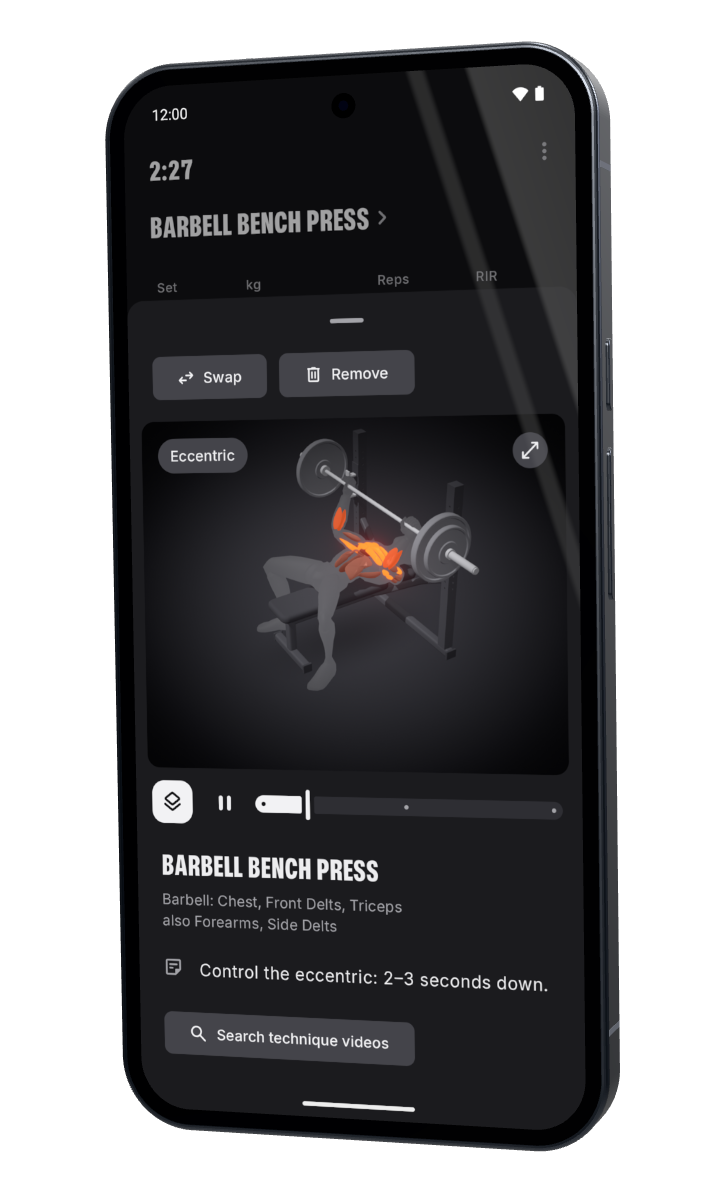 12:00
2:27
BARBELL BENCH PRESS
Set kg Reps RIR
Swap Remove
Eccentric
BARBELL BENCH PRESS
Barbell: Chest, Front Delts, Triceps
also Forearms, Side Delts
Control the eccentric: 2–3 seconds down.
Search technique videos